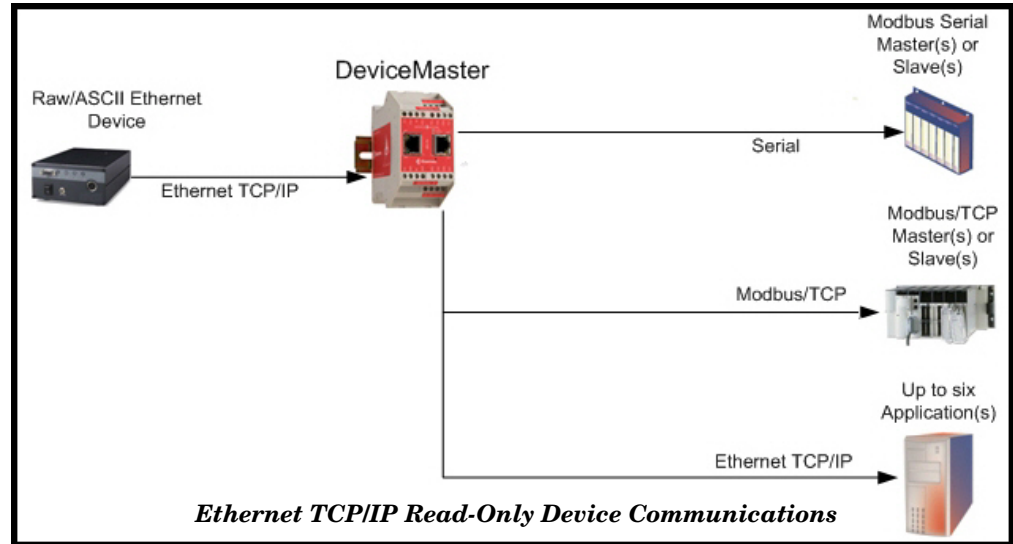 Modbus Serial
Master(s) or
Slave(s)
DeviceMaster
Raw/ASCII Ethernet
Device
Serial
Ethernet TCP/IP
Modbus/TCP
Master(s) or
Slave(s)
Modbus/TCP
Up to six
Application(s)
Ethernet TCP/IP
Ethernet TCP/IP Read-Only Device Communications